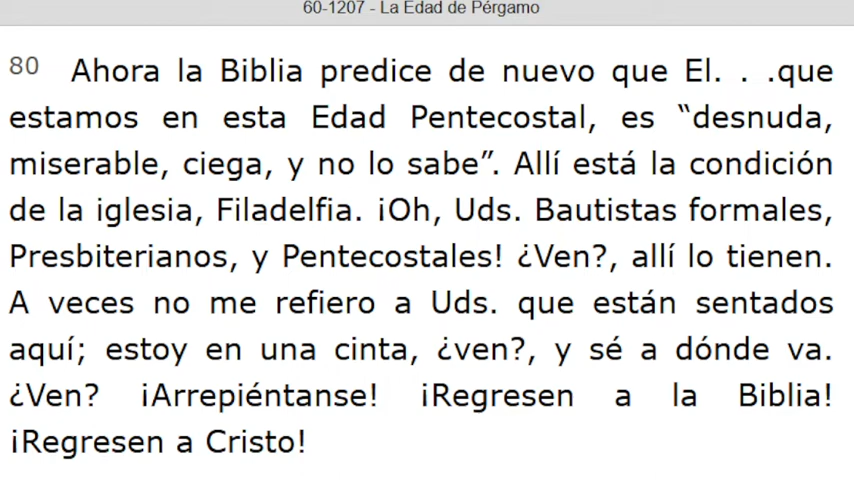 60-1207 - La Edad de Pérgamo
80 Ahora la Biblia predice de nuevo que El. . .que
estamos en esta Edad Pentecostal, es “desnuda,
miserable, ciega, y no lo sabe”. Allí está la condición
de la iglesia, Filadelfia. ¡Oh, Uds. Bautistas formales,
Presbiterianos, y Pentecostales! ¿Ven?, allí lo tienen.
A veces no me refiero a Uds. que están sentados
aquí; estoy en una cinta, ¿ven?, y sé a dónde va.
¿Ven? ¡Arrepiéntanse! ¡Regresen a la Biblia!
¡Regresen a Cristo!